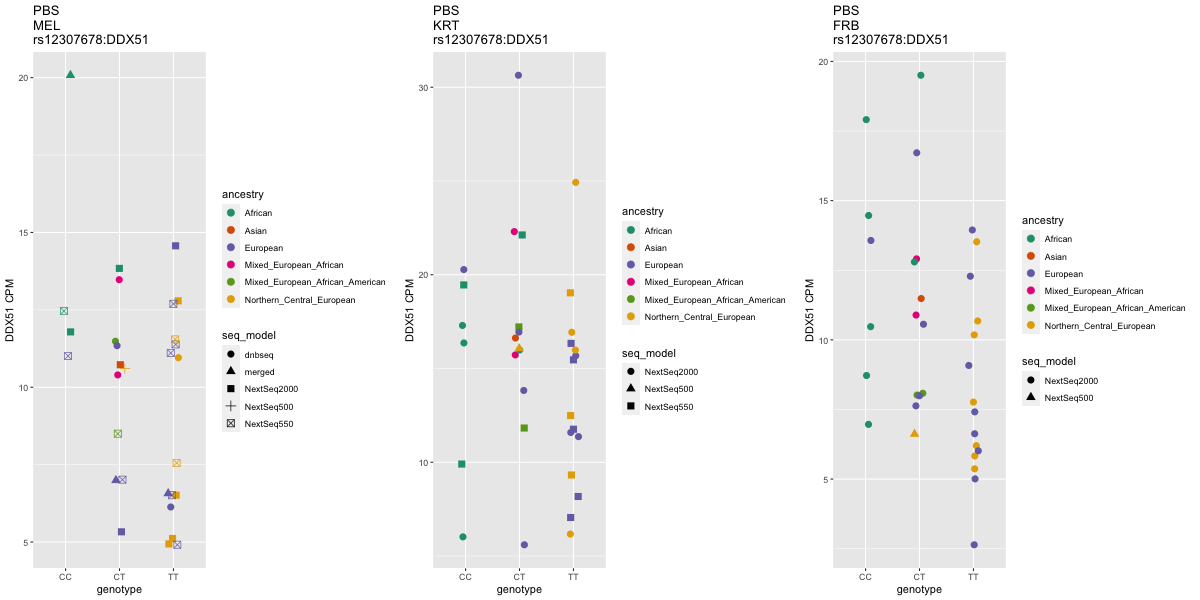 PBS
MEL
rs12307678:DDX51
DDX51 CPM
20
15
10
5
CC
CT
TT
genotype
ancestry
African
Asian
European
Mixed_European_African
Mixed_European_African_American
Northern_Central_European
seq_model
dnbseq
merged
NextSeq2000
NextSeq500
NextSeq550
PBS
KRT
rs12307678:DDX51
DDX51 CPM
30
20
10
CC
CT
TT
genotype
ancestry
African
Asian
European
Mixed_European_African
Mixed_European_African_American
Northern_Central_European
seq_model
NextSeq2000
NextSeq500
NextSeq550
PBS
FRB
rs12307678:DDX51
DDX51 CPM
20
15
10
5
CC
CT
TT
genotype
ancestry
African
Asian
European
Mixed_European_African
Mixed_European_African_American
Northern_Central_European
seq_model
NextSeq2000
NextSeq500